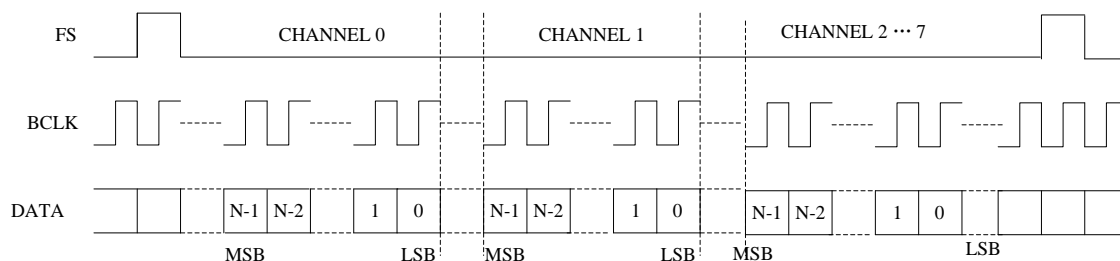 FS CHANNEL 0 CHANNEL 1 CHANNEL 2 ··· 7
BCLK
DATA N-1 N-2 1 0 N-1 N-2 1 0 N-1 N-2 1 0
MSB LSB MSB LSB MSB LSB